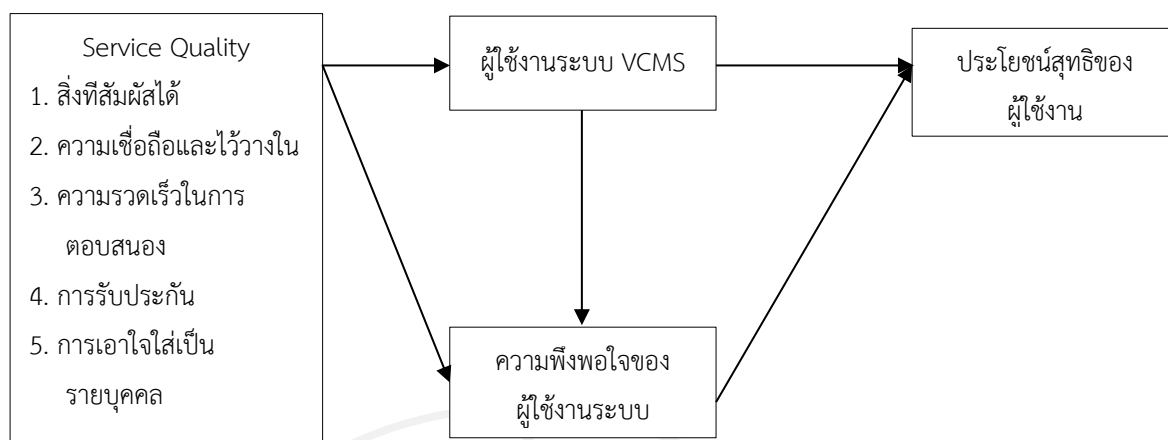 Service Quality
1. สิ่งทีสัมผัสได้
2. ความเชื่อถือและไว้วางใน
3. ความรวดเร็วในการ
ตอบสนอง
4. การรับประกัน
5. การเอาใจใส่เป็น
รายบุคคล
ผู้ใช้งานระบบ VCMS
ความพึงพอใจของ
ผู้ใช้งานระบบ
ประโยชน์สุทธิของ
ผู้ใช้งาน